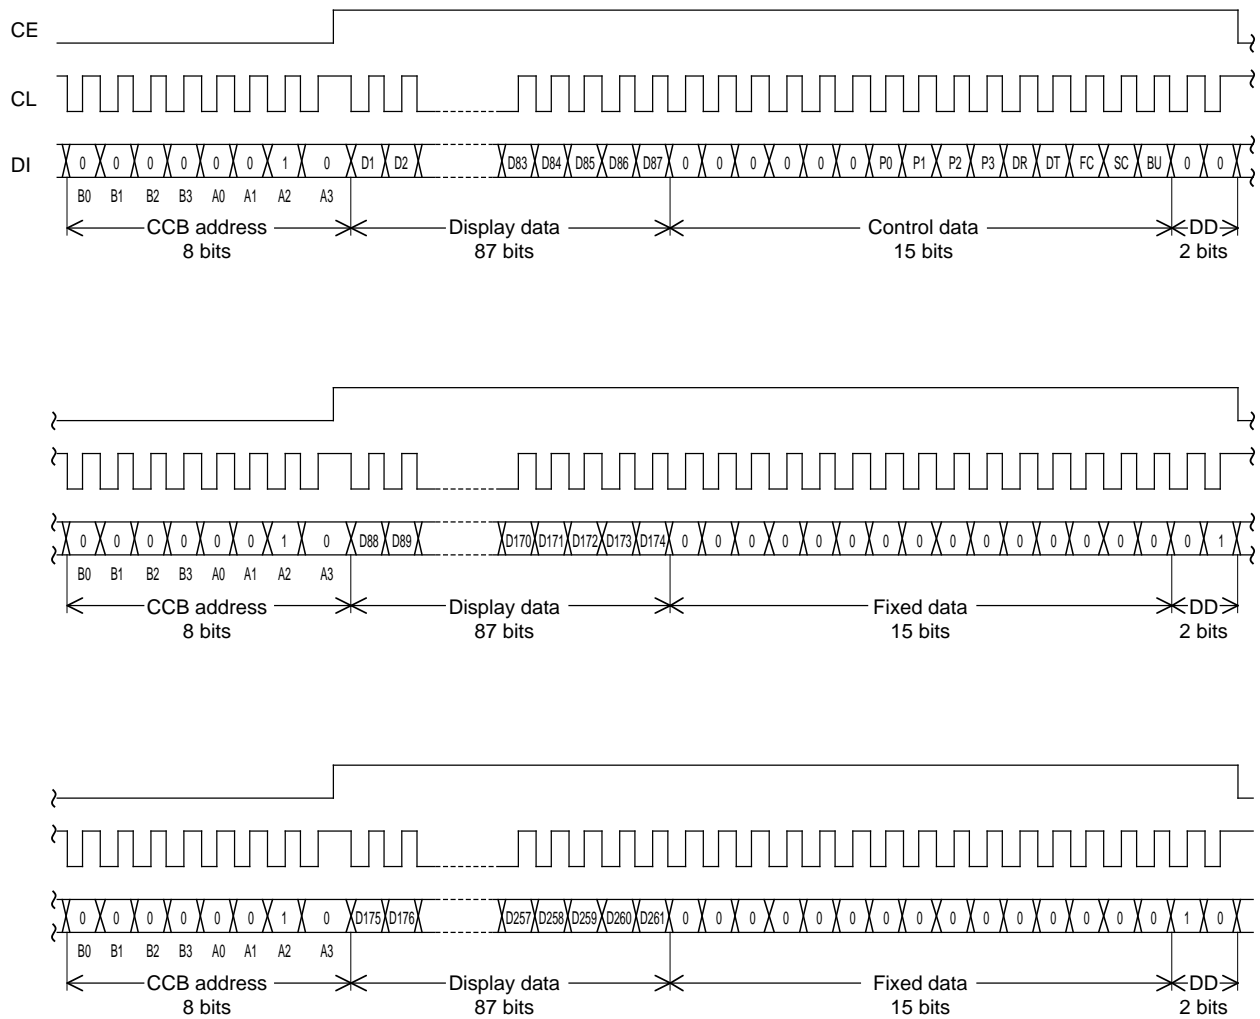 CE
CL
DI 0 0 0 0 0 0 1 0 D1 D2 D83 D84 D85 D86 D87 0 0 0 0 0 0 P0 P1 P2 P3 DR DT FC SC BU 0 0
B0 B1 B2 B3 A0 A1 A2 A3
CCB address Display data Control data DD
8 bits 87 bits 15 bits 2 bits
0 0 0 0 0 0 1 0 D88 D89 D170 D171 D172 D173 D174 0 0 0 0 0 0 0 0 0 0 0 0 0 0 0 0 1
B0 B1 B2 B3 A0 A1 A2 A3
CCB address Display data Fixed data DD
8 bits 87 bits 15 bits 2 bits
0 0 0 0 0 0 1 0 D175 D176 D257 D258 D259 D260 D261 0 0 0 0 0 0 0 0 0 0 0 0 0 0 0 1 0
B0 B1 B2 B3 A0 A1 A2 A3
CCB address Display data Fixed data DD
8 bits 87 bits 15 bits 2 bits